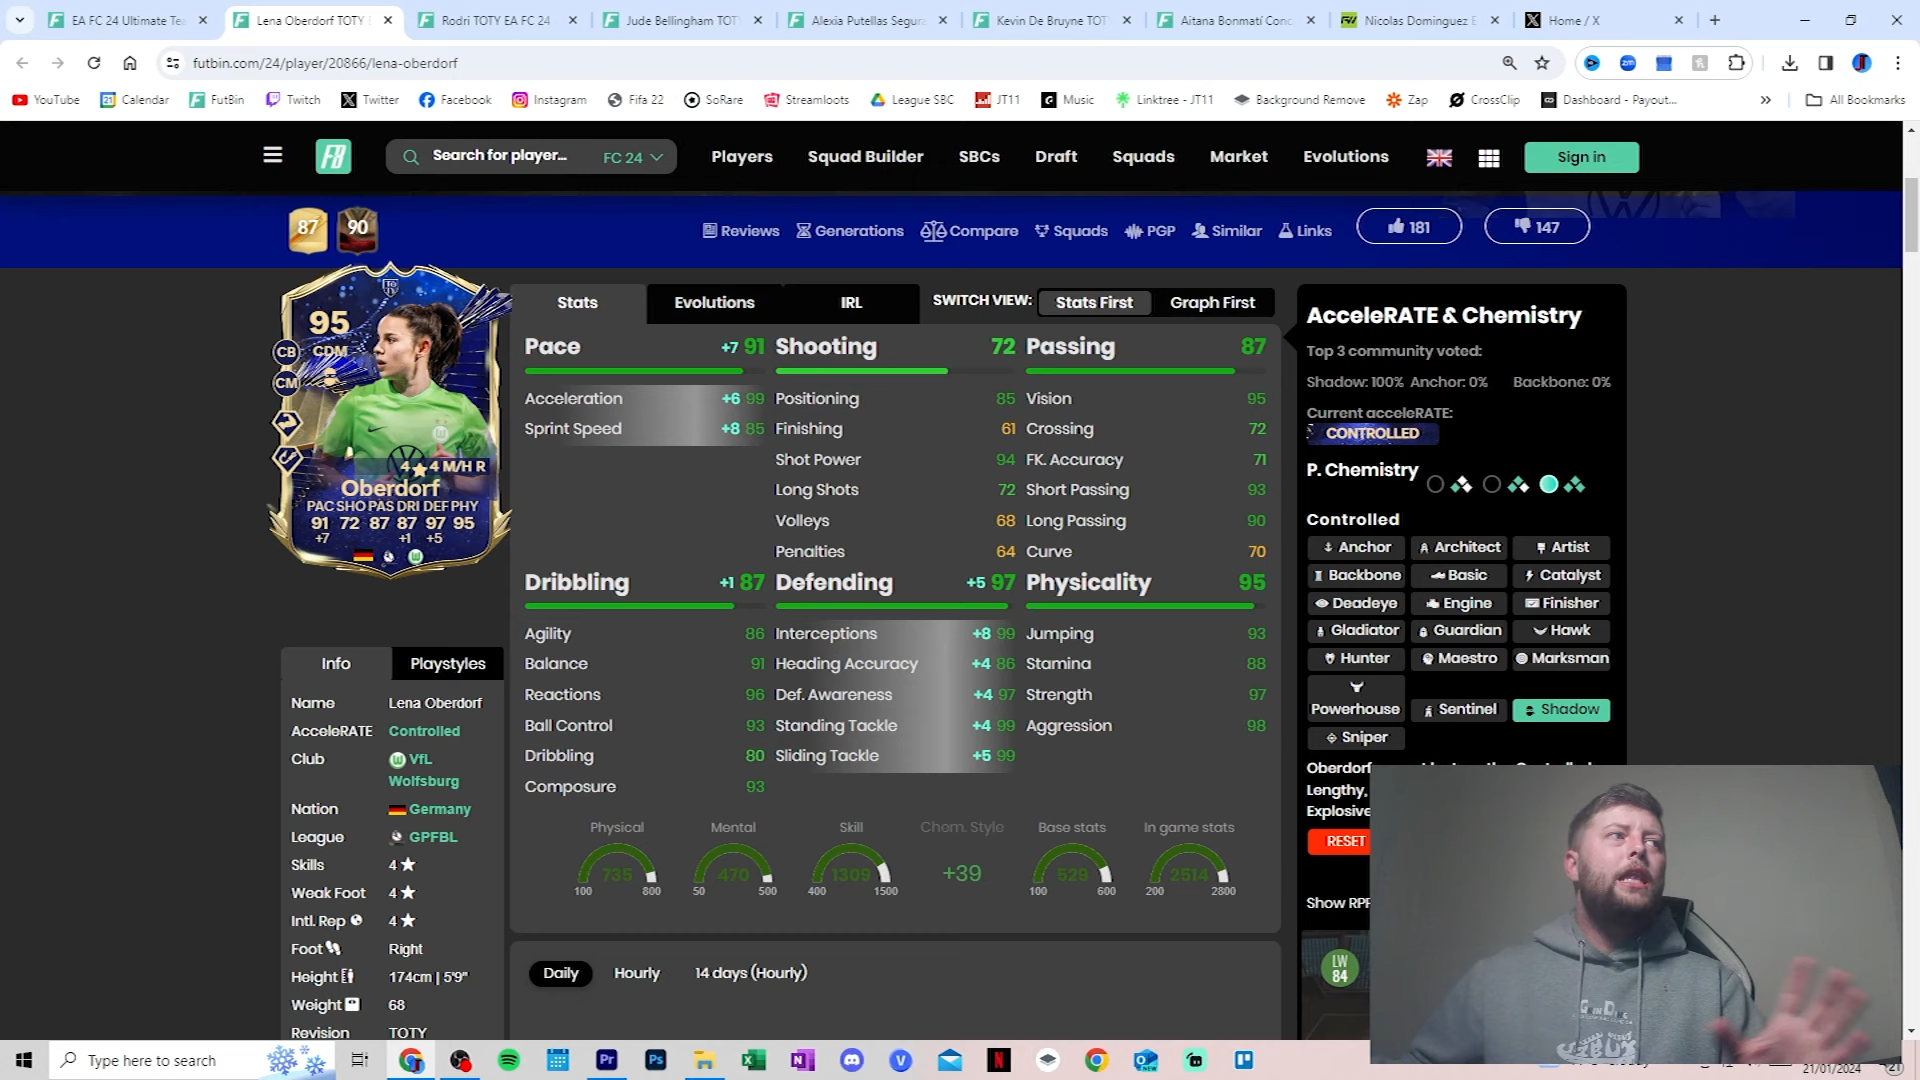 EA FC 24 Ultimate Tea
Lena Oberdorf TOTY E
Rodri TOTY EA FC 24
Jude Bellingham TOTY
Alexia Putellas Segura
Kevin De Bruyne TOT
Aitana Bonmatí Conc
Nicolas Dominguez E
Home / X
futbin.com/24/player/20866/lena-oberdorf
YouTube
Calendar
FutBin
Twitch
Twitter
Facebook
Instagram
Fifa 22
SoRare
Streamloots
League SBC
JT11
Music
Linktree - JT11
Background Remove
Zap
CrossClip
Dashboard - Payout...
All Bookmarks
Search for player... FC 24
Players
Squad Builder
SBCs
Draft
Squads
Market
Evolutions
Sign in
87 90
Reviews Generations Compare Squads PGP Similar Links 181 147
95
CDM
CB
CM
4★ 4 M/H R
Oberdorf
PAC SHO PAS DRI DEF PHY
91 72 87 87 97 95
+7 +1 +5
Stats Evolutions IRL SWITCH VIEW: Stats First Graph First
Pace +7 91
Acceleration +6 99
Sprint Speed +8 85
Shooting 72
Positioning 85
Finishing 61
Shot Power 94
Long Shots 72
Volleys 68
Penalties 64
Passing 87
Vision 95
Crossing 72
FK. Accuracy 71
Short Passing 93
Long Passing 90
Curve 70
Dribbling +1 87
Agility 86
Balance 91
Reactions 96
Ball Control 93
Dribbling 80
Composure 93
Defending +5 97
Interceptions +8 99
Heading Accuracy +4 86
Def. Awareness +4 97
Standing Tackle +4 99
Sliding Tackle +5 99
Physicality 95
Jumping 93
Stamina 88
Strength 97
Aggression 98
Physical Mental Skill Chem. Style Base stats In game stats
735 470 1309 +39 529 2514
100 800 50 500 400 1500 100 600 200 2800
Daily Hourly 14 days (Hourly)
Info Playstyles
Name Lena Oberdorf
AcceleRATE Controlled
Club VfL
Wolfsburg
Nation Germany
League GPFBL
Skills 4★
Weak Foot 4★
Intl. Rep 4★
Foot Right
Height 174cm | 5'9"
Weight 68
Revision TOTY
AcceleRATE & Chemistry
Top 3 community voted:
Shadow: 100% Anchor: 0% Backbone: 0%
Current acceleRATE:
CONTROLLED
P. Chemistry
Controlled
Anchor Architect Artist
Backbone Basic Catalyst
Deadeye Engine Finisher
Gladiator Guardian Hawk
Hunter Maestro Marksman
Powerhouse Sentinel Shadow
Sniper
Oberdorf
Lengthy,
Explosive
RESET
Show RPP
LW
84
Type here to search
21/01/2024